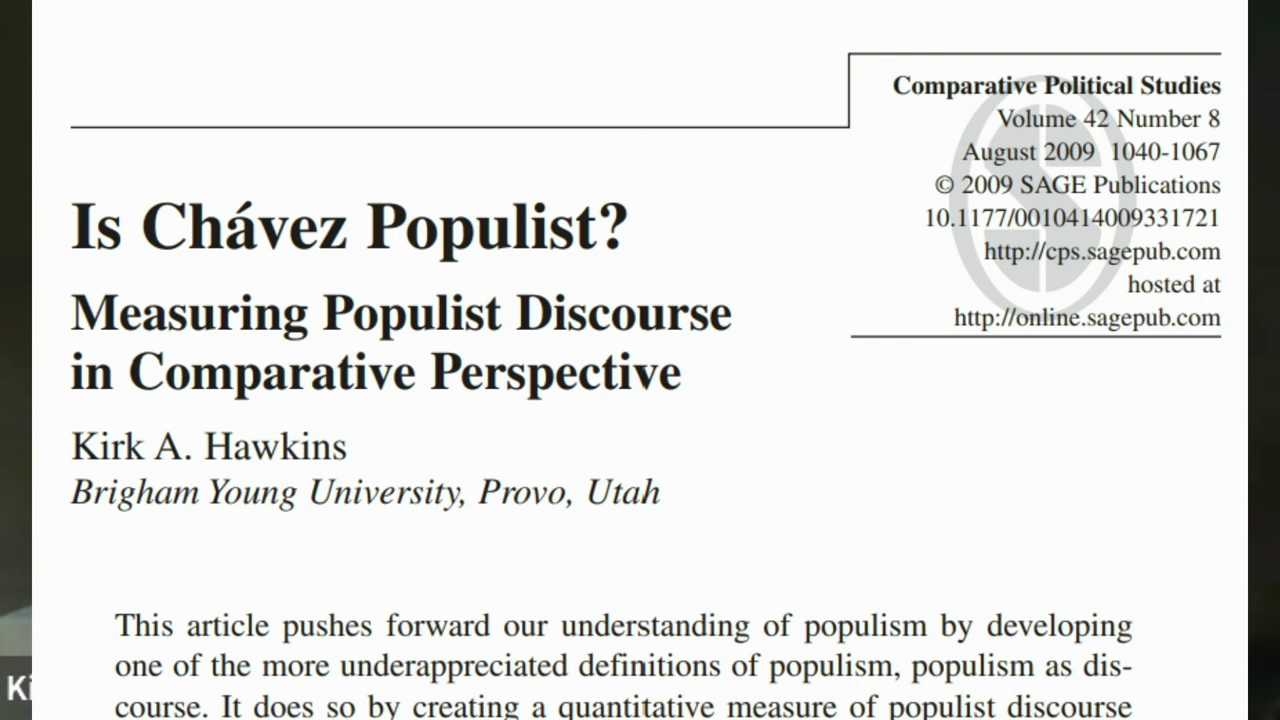 Comparative Political Studies
Volume 42 Number 8
August 2009 1040-1067
© 2009 SAGE Publications
10.1177/0010414009331721
http://cps.sagepub.com
hosted at
http://online.sagepub.com
Is Chávez Populist?
Measuring Populist Discourse
in Comparative Perspective
Kirk A. Hawkins
Brigham Young University, Provo, Utah
This article pushes forward our understanding of populism by developing
one of the more underappreciated definitions of populism, populism as dis-
course. It does so by creating a quantitative measure of populist discourse
Ki